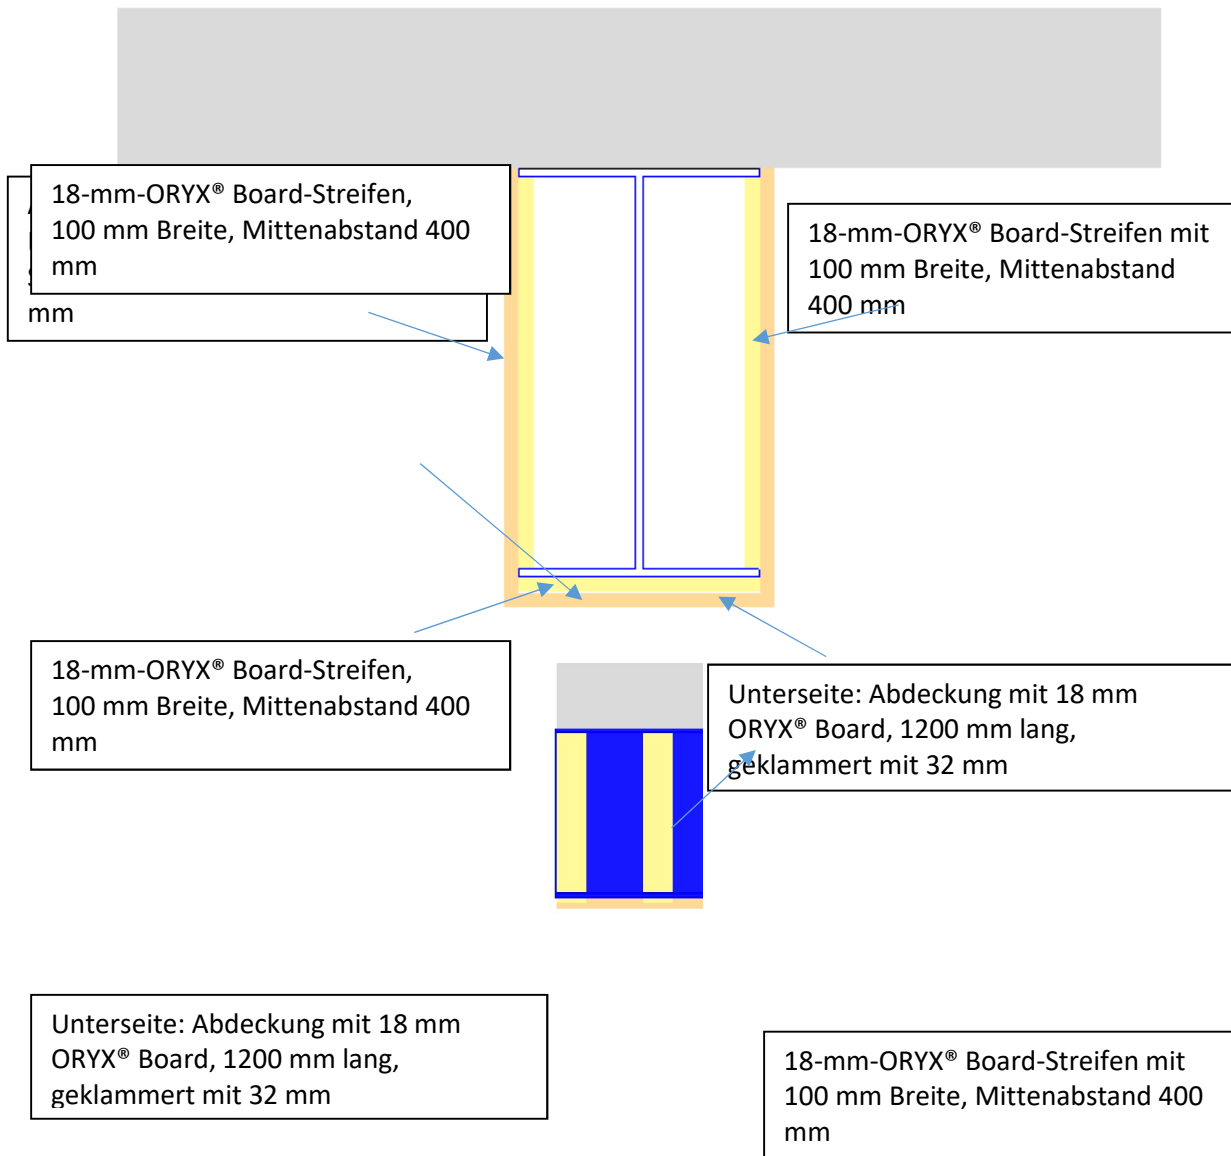 18-mm-ORYX® Board-Streifen,
100 mm Breite, Mittenabstand 400
mm
mm
18-mm-ORYX® Board-Streifen mit
100 mm Breite, Mittenabstand
400 mm
18-mm-ORYX® Board-Streifen,
100 mm Breite, Mittenabstand 400
mm
Unterseite: Abdeckung mit 18 mm
ORYX® Board, 1200 mm lang,
geklammert mit 32 mm
Unterseite: Abdeckung mit 18 mm
ORYX® Board, 1200 mm lang,
geklammert mit 32 mm
18-mm-ORYX® Board-Streifen mit
100 mm Breite, Mittenabstand 400
mm